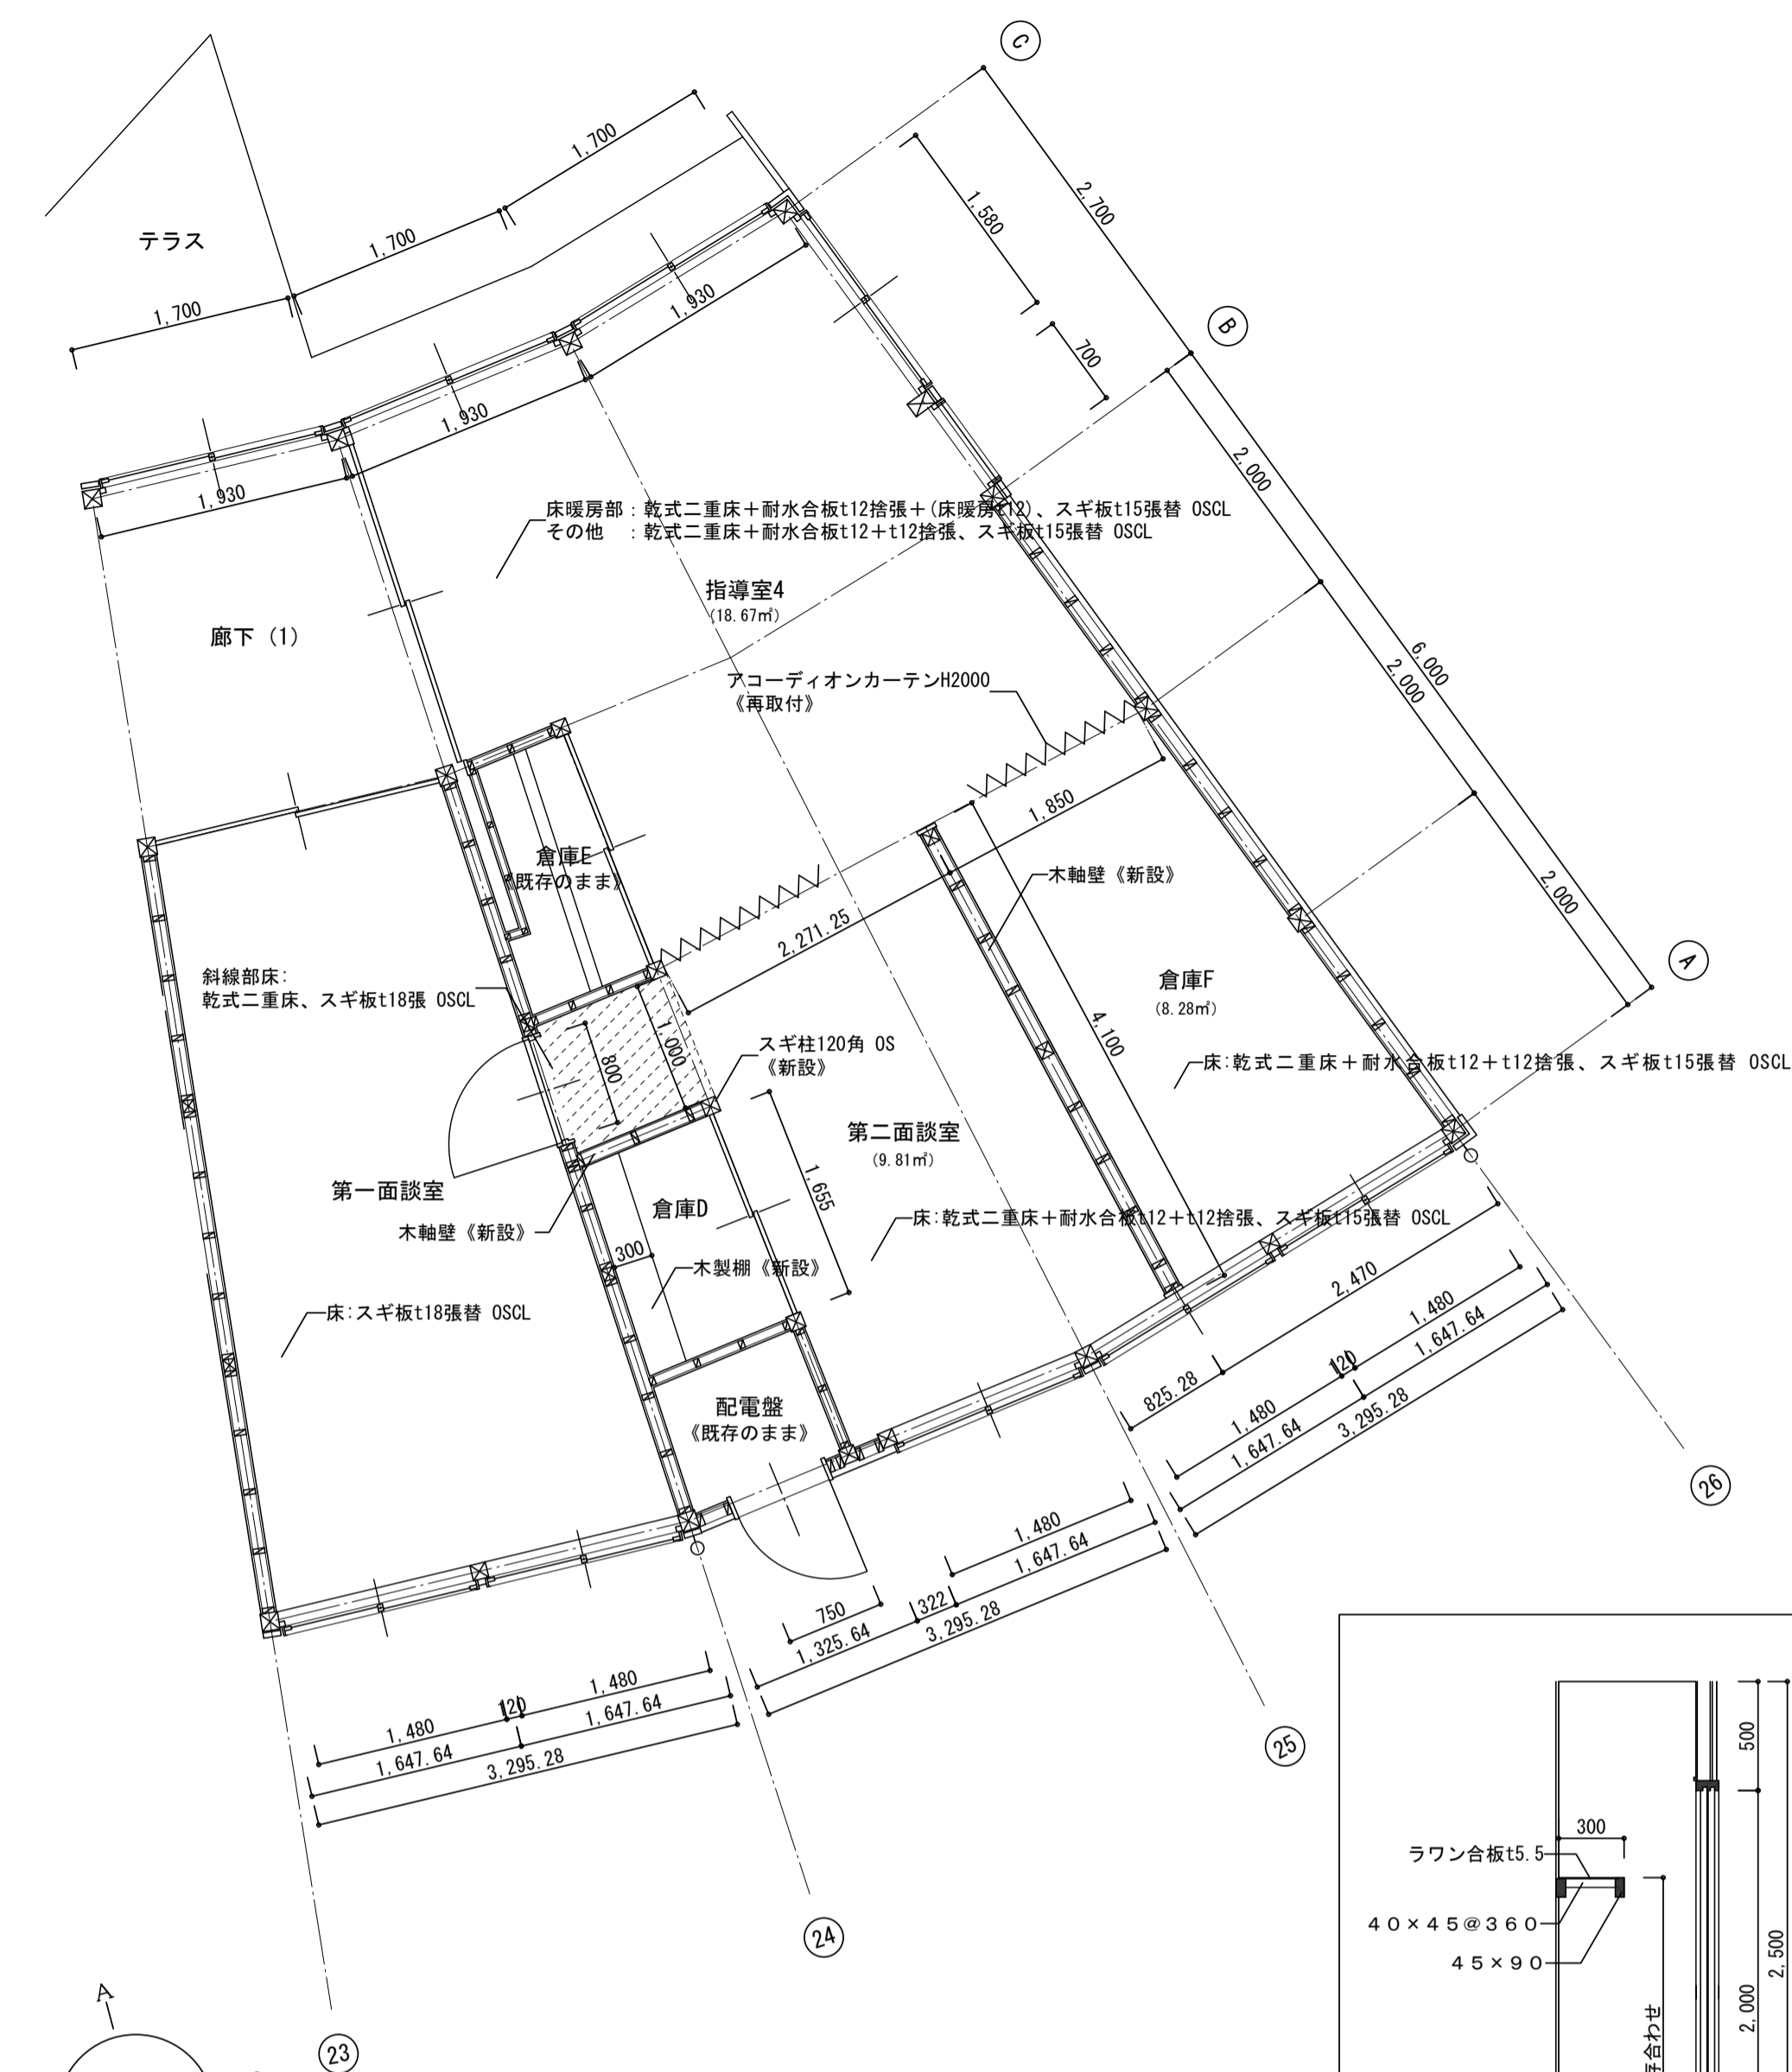 C
1,700
2,700
テラス
1,580
1,700
B
1,700
1,930
700
1,930
2,000
1,930
床暖房部：乾式二重床＋耐水合板t12捨張＋(床暖房t12)、スギ板t15張替 OSCL
その他　：乾式二重床＋耐水合板t12＋t12捨張、スギ板t15張替 OSCL
指導室4
(18.67㎡)
廊下（1）
6,000
2,000
アコーディオンカーテンH2000
《再取付》
1,850
倉庫E
《既存のまま》
木軸壁《新設》
2,000
2,271.25
A
斜線部床:
乾式二重床、スギ板t18張 OSCL
倉庫F
(8.28㎡)
4,100
1,000
800
スギ柱120角 OS
《新設》
床:乾式二重床＋耐水合板t12＋t12捨張、スギ板t15張替 OSCL
第二面談室
(9.81㎡)
第一面談室
1,655
倉庫D
木軸壁《新設》
床:乾式二重床＋耐水合板t12＋t12捨張、スギ板t15張替 OSCL
300
木製棚《新設》
2,470
床:スギ板t18張替 OSCL
1,480
1,647.64
120
825.28
配電盤
《既存のまま》
1,480
3,295.28
1,647.64
26
1,480
1,647.64
750
322
1,325.64
3,295.28
1,480
120
1,647.64
1,480
1,647.64
3,295.28
25
500
300
ラワン合板t5.5
40×45@360
45×90
24
2,500
2,000
存合わせ
A
23